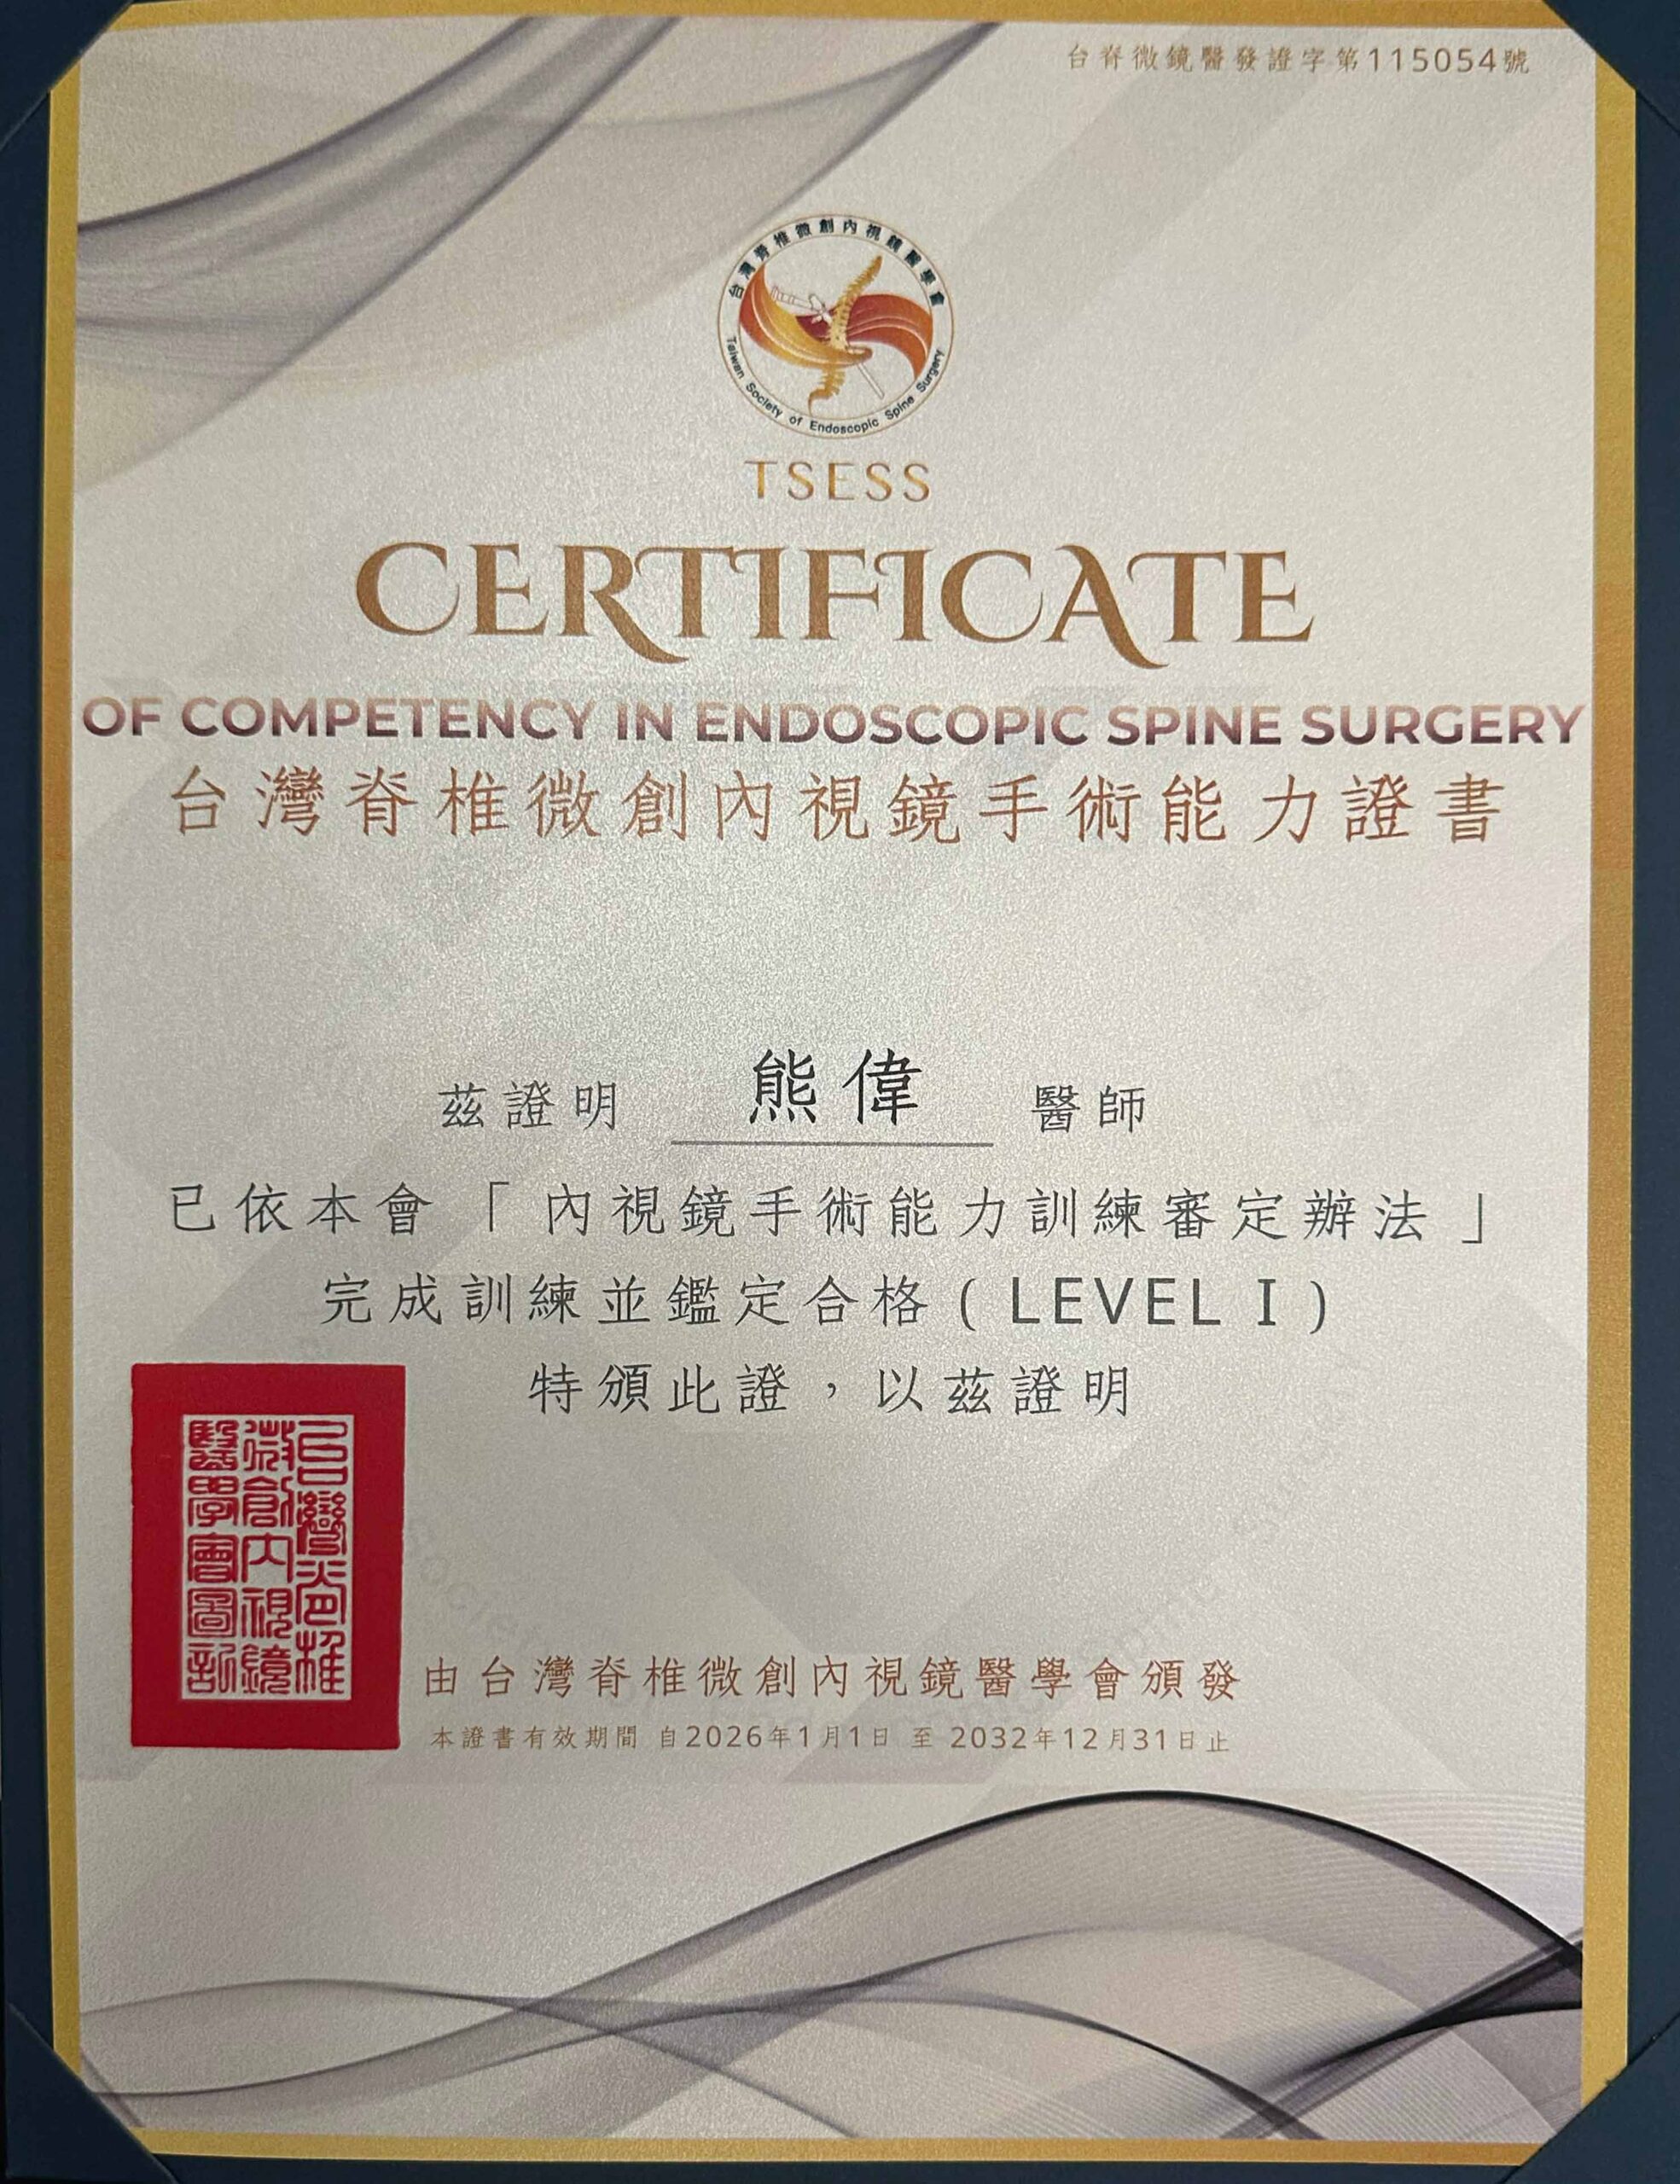 台脊微鏡醫發證字第115054號
台灣脊椎微創內視鏡醫學會
Taiwan Society of Endoscopic Spine Surgery
TSESS
CERTIFICATE
OF COMPETENCY IN ENDOSCOPIC SPINE SURGERY
台灣脊椎微創內視鏡手術能力證書
茲證明 熊偉 醫師
已依本會「內視鏡手術能力訓練審定辦法」
完成訓練並鑑定合格(LEVEL I)
特頒此證，以茲證明
台灣脊椎
微創內視鏡
醫學會圖記
由台灣脊椎微創內視鏡醫學會頒發
本證書有效期間 自2026年1月1日 至 2032年12月31日止